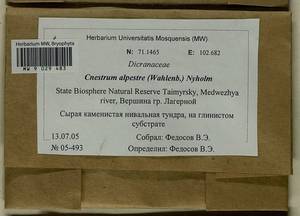 Herbarium MW, Bryophyta
MW 9 029 483
Herbarium Universitatis Mosquensis (MW)
N: 71.1465 E: 102.682
Dicranaceae
Cnestrum alpestre (Wahlenb.) Nyholm
State Biosphere Natural Reserve Taimyrsky, Medwezhya
river, Вершина гр. Лагерной
Сырая каменистая нивальная тундра, на глинистом
субстрате
13.07.05 Собрал: Федосов В.Э.
№ 05-493 Определил: Федосов В.Э.